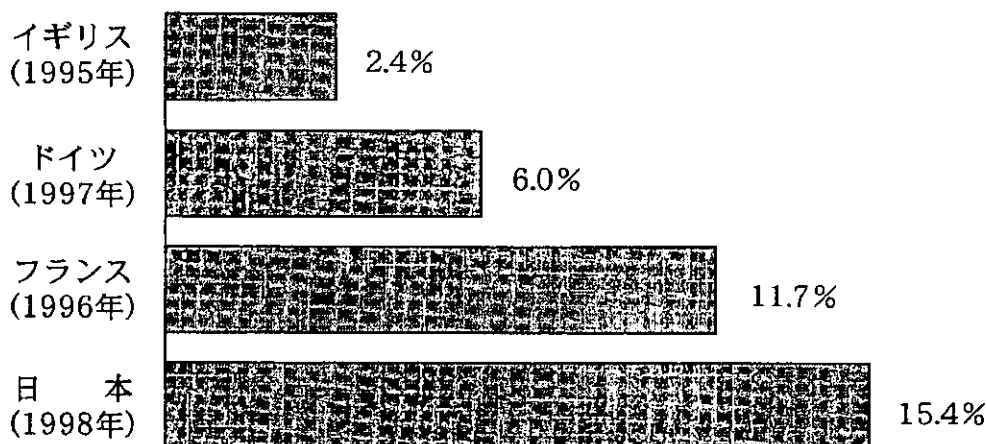 イギリス
(1995年)
2.4%
ドイツ
(1997年)
6.0%
フランス
(1996年)
11.7%
日 本
(1998年)
15.4%